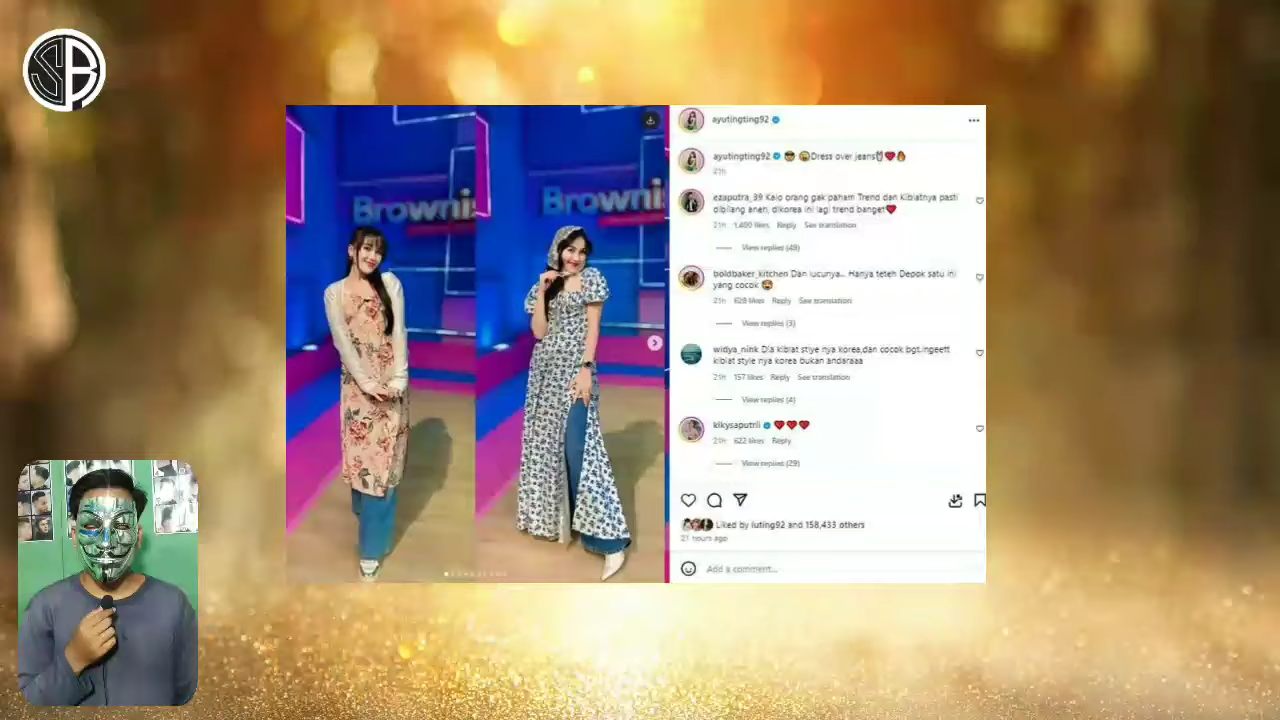 SB
Brownis
Brownis
ayutingting92
ayutingting92 😎 😂Dress over jeans👖❤️🔥
21h
ezaputra_39 Kalo orang gak paham Trend dan Kiblatnya pasti
dibilang aneh, dikorea ini lagi trend banget❤️
21h 1,400 likes Reply See translation
View replies (49)
boldbaker_kitchen Dan lucunya... Hanya teteh Depok satu ini
yang cocok 😍
21h 628 likes Reply See translation
View replies (3)
widya_nink Dia kiblat stlye nya korea,dan cocok bgt.ingeett
kiblat style nya korea bukan andaraaa
21h 157 likes Reply See translation
View replies (4)
kikysaputrii ❤️❤️❤️
21h 622 likes Reply
View replies (29)
Liked by luting92 and 158,433 others
21 hours ago
Add a comment...